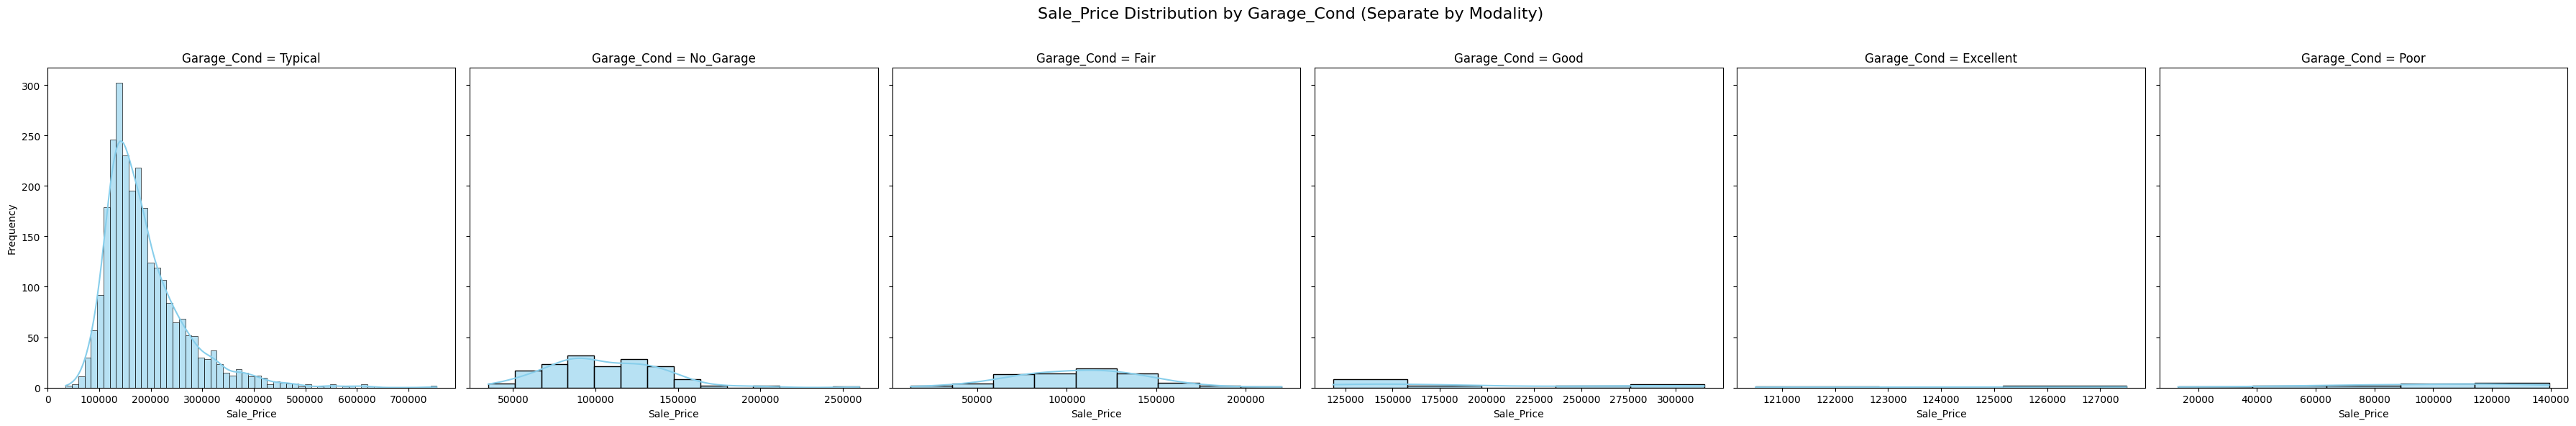 Sale_Price Distribution by Garage_Cond (Separate by Modality)
Garage_Cond = Typical
Garage_Cond = No_Garage
Garage_Cond = Fair
Garage_Cond = Good
Garage_Cond = Excellent
Garage_Cond = Poor
300
250
200
150
100
50
0
Frequency
0 100000 200000 300000 400000 500000 600000 700000
50000 100000 150000 200000 250000
50000 100000 150000 200000
125000 150000 175000 200000 225000 250000 275000 300000
121000 122000 123000 124000 125000 126000 127000
20000 40000 60000 80000 100000 120000 140000
Sale_Price
Sale_Price
Sale_Price
Sale_Price
Sale_Price
Sale_Price